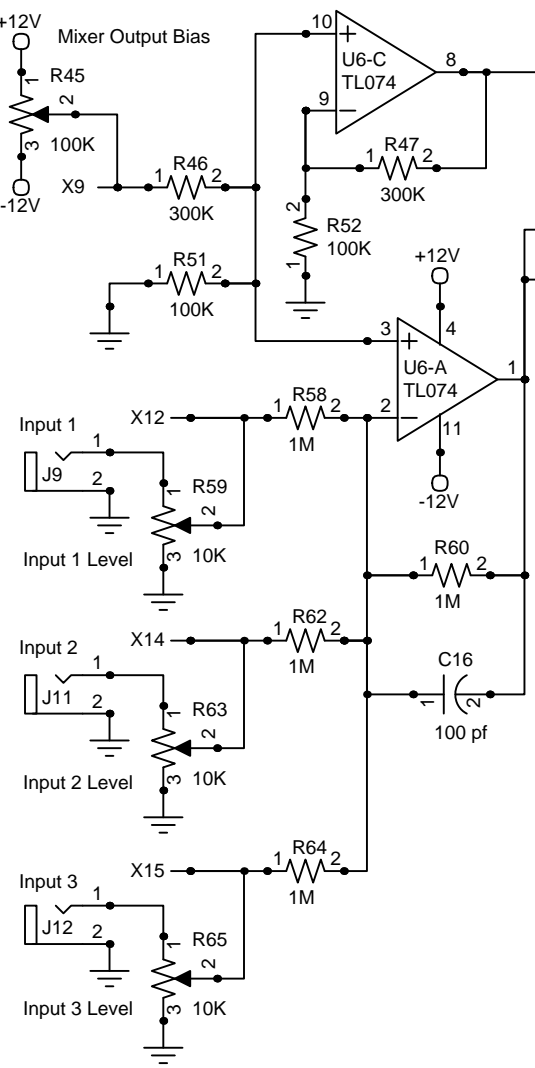 +12V
Mixer Output Bias
1
R45
2
3
100K
-12V
X9
1
R46
2
300K
10
U6-C
TL074
8
9
1
R47
2
300K
2
R52
100K
1
1
R51
2
100K
+12V
4
3
U6-A
TL074
1
2
11
-12V
X12
1
R58
2
1M
Input 1
1
J9
2
1
R59
2
3
10K
Input 1 Level
1
R60
2
1M
X14
1
R62
2
1M
Input 2
1
J11
2
1
R63
2
3
10K
Input 2 Level
C16
1
2
100 pf
X15
1
R64
2
1M
Input 3
1
J12
2
1
R65
2
3
10K
Input 3 Level